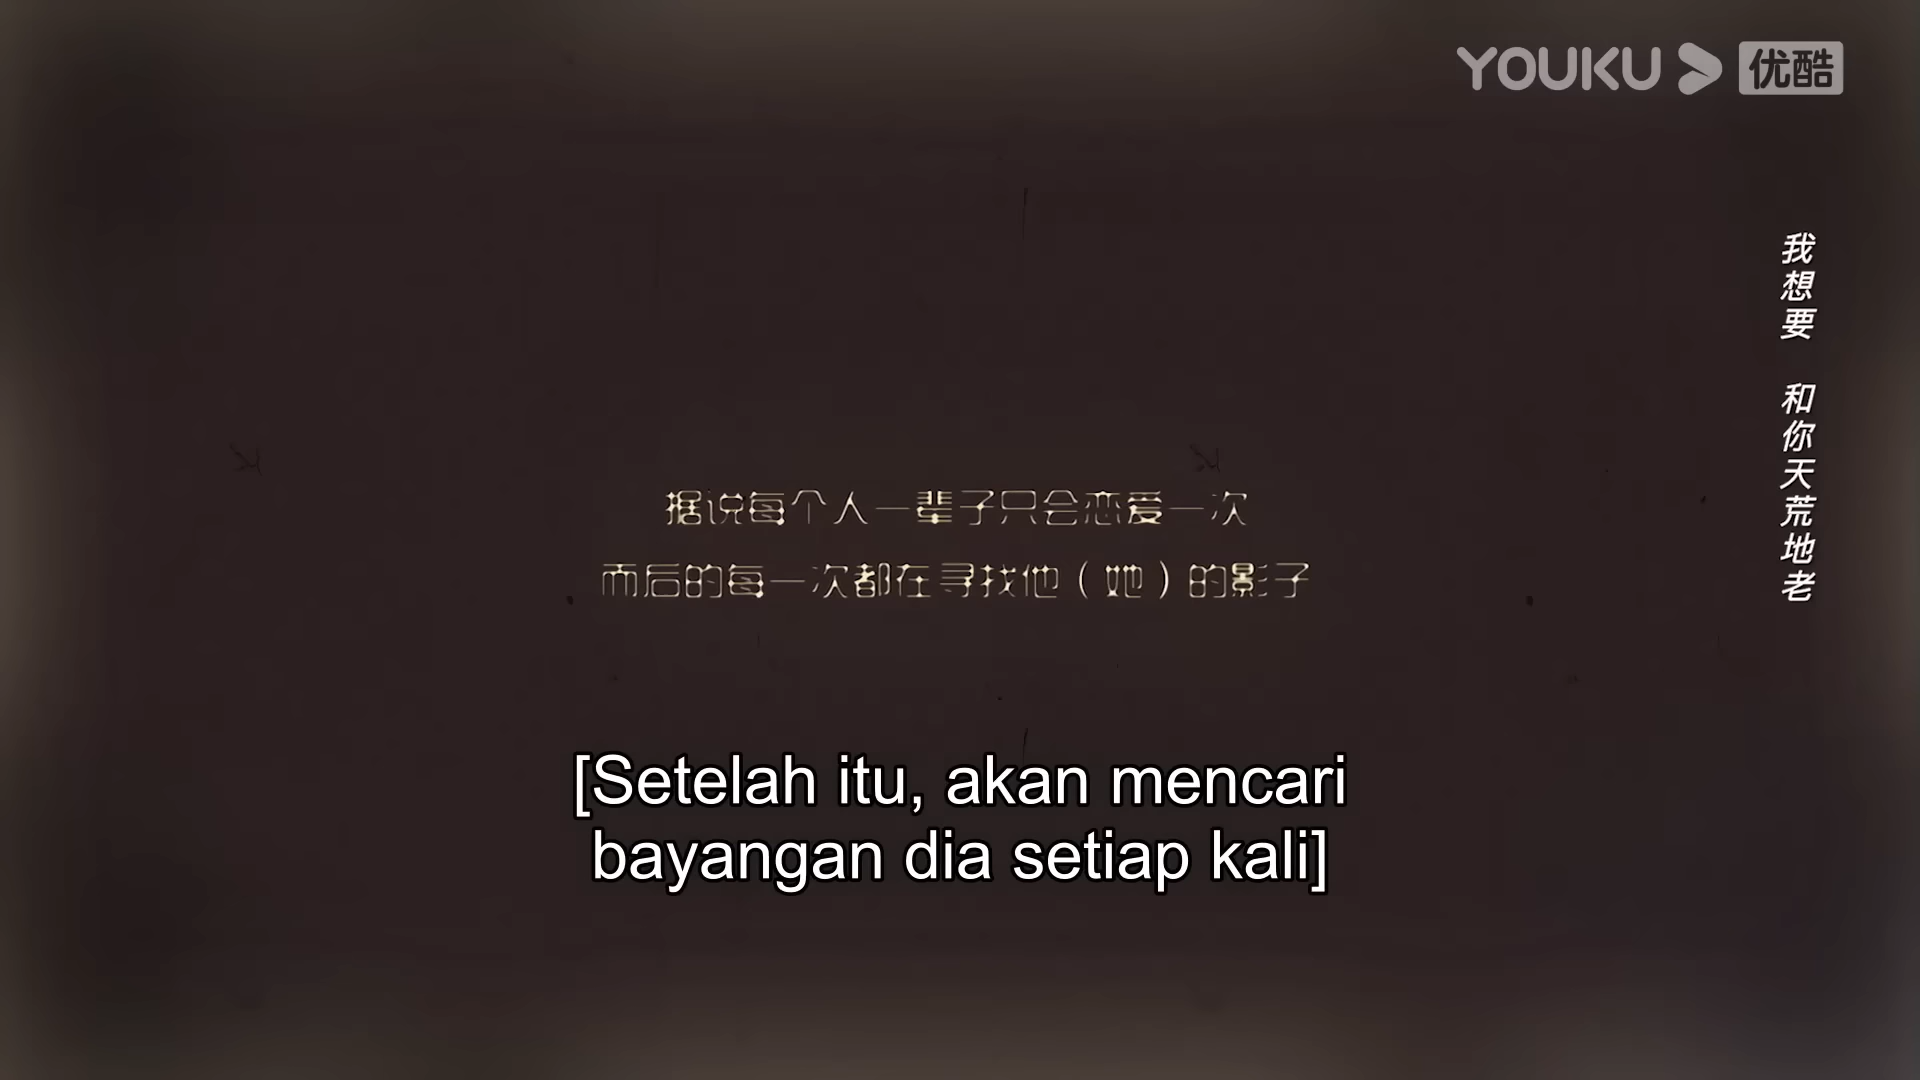 YOUKU 优酷
我想要 和你天荒地老
据说每个人一辈子只会恋爱一次
而后的每一次都在寻找他（她）的影子
[Setelah itu, akan mencari
bayangan dia setiap kali]